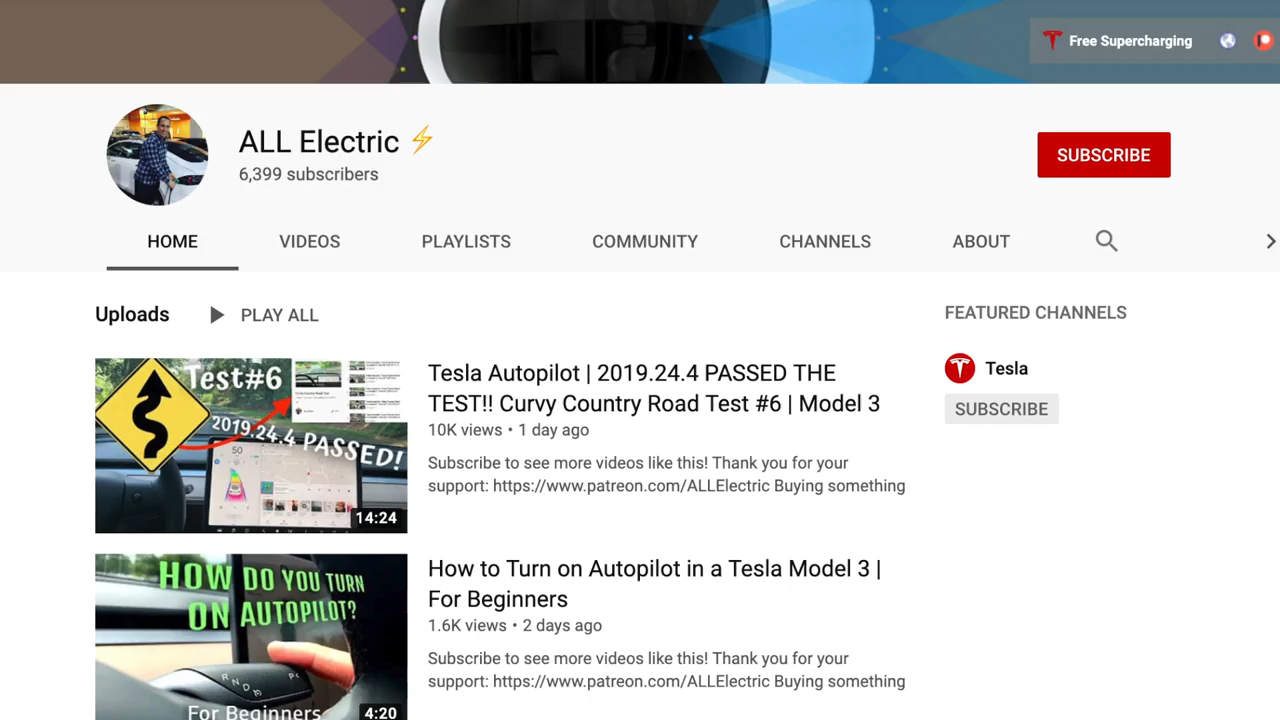 Free Supercharging
ALL Electric ⚡
6,399 subscribers
SUBSCRIBE
HOME VIDEOS PLAYLISTS COMMUNITY CHANNELS ABOUT
Uploads PLAY ALL
FEATURED CHANNELS
Test#6
2019.24.4 PASSED!
50
14:24
Tesla Autopilot | 2019.24.4 PASSED THE
TEST!! Curvy Country Road Test #6 | Model 3
10K views • 1 day ago
Subscribe to see more videos like this! Thank you for your
support: https://www.patreon.com/ALLElectric Buying something
Tesla
SUBSCRIBE
HOW DO YOU TURN
ON AUTOPILOT?
R N D
For Beginners
4:20
How to Turn on Autopilot in a Tesla Model 3 |
For Beginners
1.6K views • 2 days ago
Subscribe to see more videos like this! Thank you for your
support: https://www.patreon.com/ALLElectric Buying something